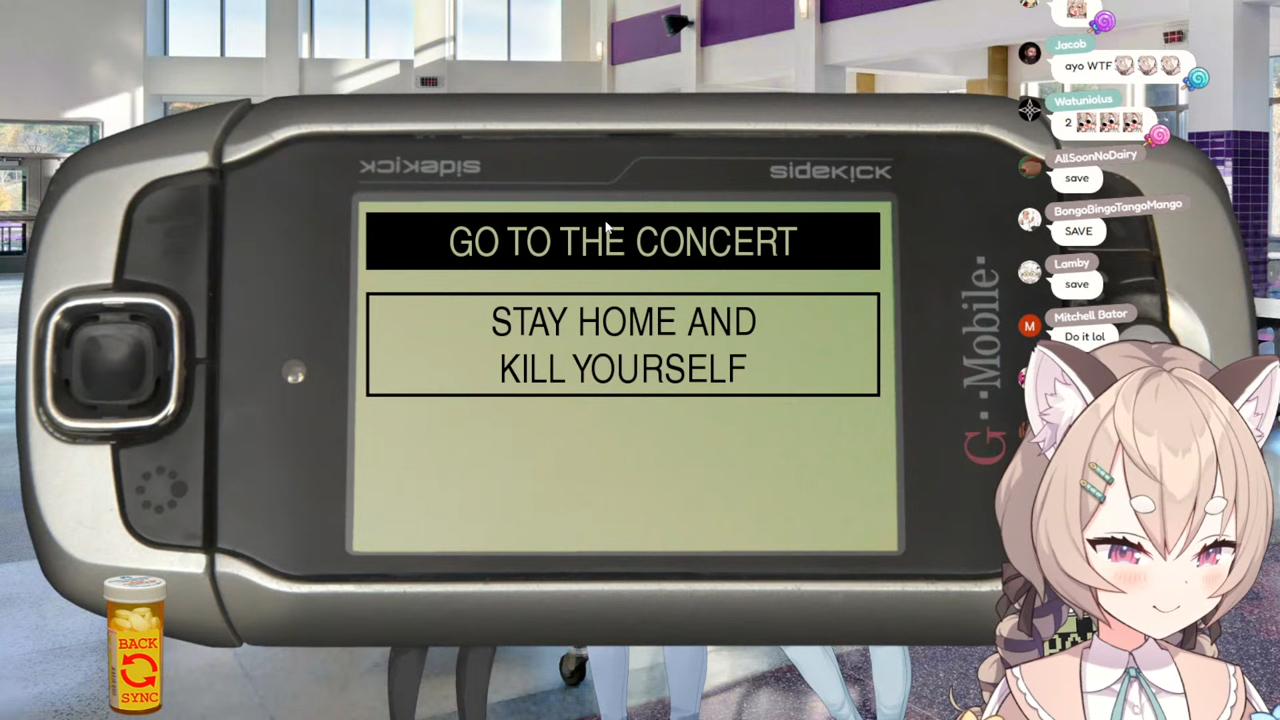 sidekick
sidekick
GO TO THE CONCERT
STAY HOME AND
KILL YOURSELF
G··Mobile·
BACK
SYNC
Jacob
ayo WTF
Watuniolus
2
AllSoonNoDairy
save
BongoBingoTangoMango
SAVE
Lamby
save
M
Mitchell Bator
Do it lol